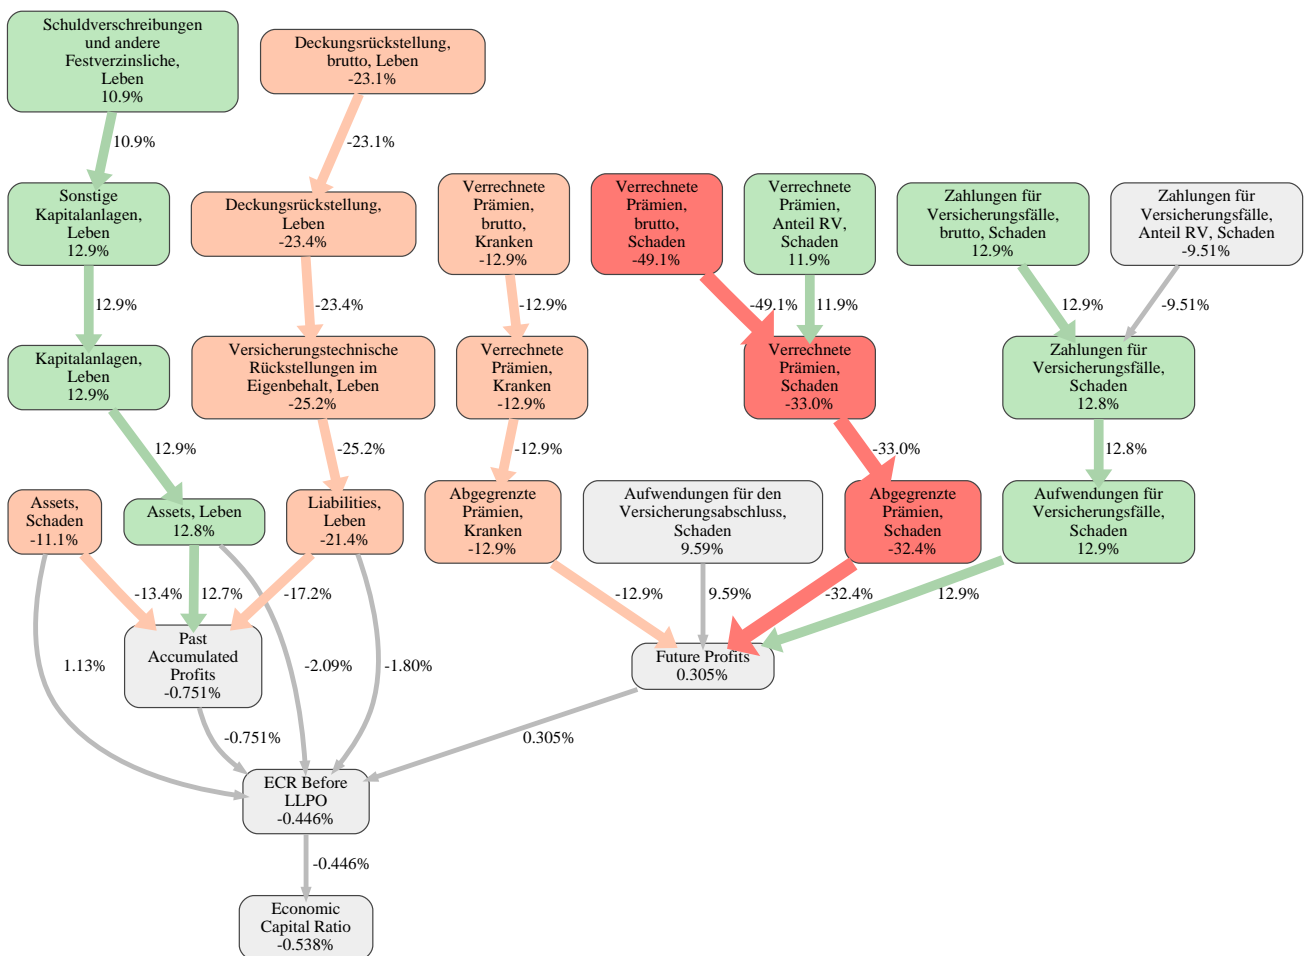 Schuldverschreibungen
und andere
Festverzinsliche,
Leben
10.9%
Deckungsrückstellung,
brutto, Leben
-23.1%
10.9%
-23.1%
Sonstige
Kapitalanlagen,
Leben
12.9%
Deckungsrückstellung,
Leben
-23.4%
Verrechnete
Prämien,
brutto,
Kranken
-12.9%
Verrechnete
Prämien,
brutto,
Schaden
-49.1%
Verrechnete
Prämien,
Anteil RV,
Schaden
11.9%
Zahlungen für
Versicherungsfälle,
brutto, Schaden
12.9%
Zahlungen für
Versicherungsfälle,
Anteil RV, Schaden
-9.51%
12.9%
-23.4%
-12.9%
-49.1%
11.9%
12.9%
-9.51%
Kapitalanlagen,
Leben
12.9%
Versicherungstechnische
Rückstellungen im
Eigenbehalt, Leben
-25.2%
Verrechnete
Prämien,
Kranken
-12.9%
Verrechnete
Prämien,
Schaden
-33.0%
Zahlungen für
Versicherungsfälle,
Schaden
12.8%
12.9%
-25.2%
-12.9%
-33.0%
12.8%
Assets,
Schaden
-11.1%
Assets, Leben
12.8%
Liabilities,
Leben
-21.4%
Abgegrenzte
Prämien,
Kranken
-12.9%
Aufwendungen für den
Versicherungsabschluss,
Schaden
9.59%
Abgegrenzte
Prämien,
Schaden
-32.4%
Aufwendungen für
Versicherungsfälle,
Schaden
12.9%
-13.4%
12.7%
-17.2%
-12.9%
9.59%
-32.4%
12.9%
Past
Accumulated
Profits
-0.751%
Future Profits
0.305%
1.13%
-2.09%
-1.80%
-0.751%
0.305%
ECR Before
LLPO
-0.446%
-0.446%
Economic
Capital Ratio
-0.538%